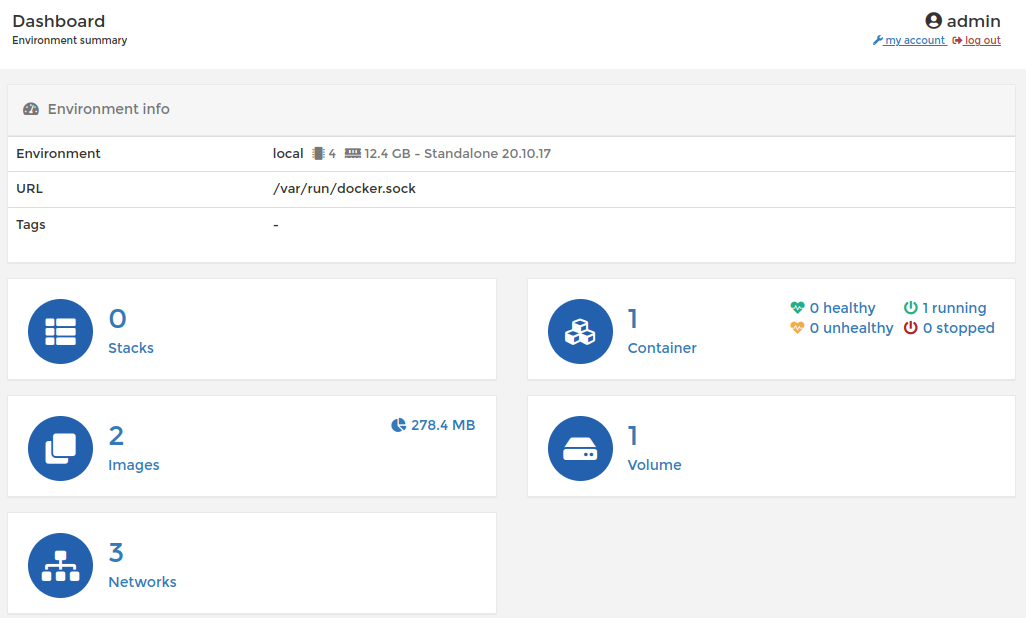 Dashboard
Environment summary
admin
my account log out
Environment info
Environment local 4 12.4 GB - Standalone 20.10.17
URL /var/run/docker.sock
Tags -
0
Stacks
1
Container
0 healthy 1 running
0 unhealthy 0 stopped
2
Images
278.4 MB
1
Volume
3
Networks